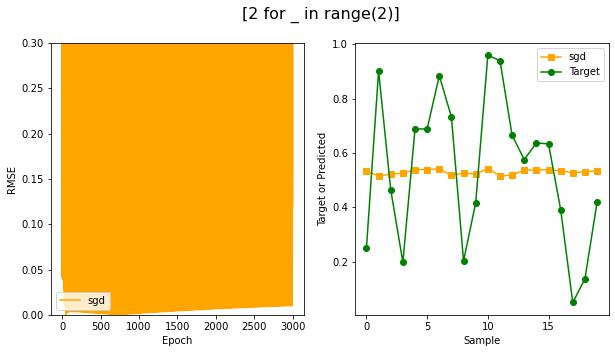 [2 for _ in range(2)]
0.30
0.25
0.20
0.15
0.10
0.05
0.00
RMSE
sgd
0 500 1000 1500 2000 2500 3000
Epoch
1.0
0.8
0.6
0.4
0.2
Target or Predicted
sgd
Target
0 5 10 15
Sample